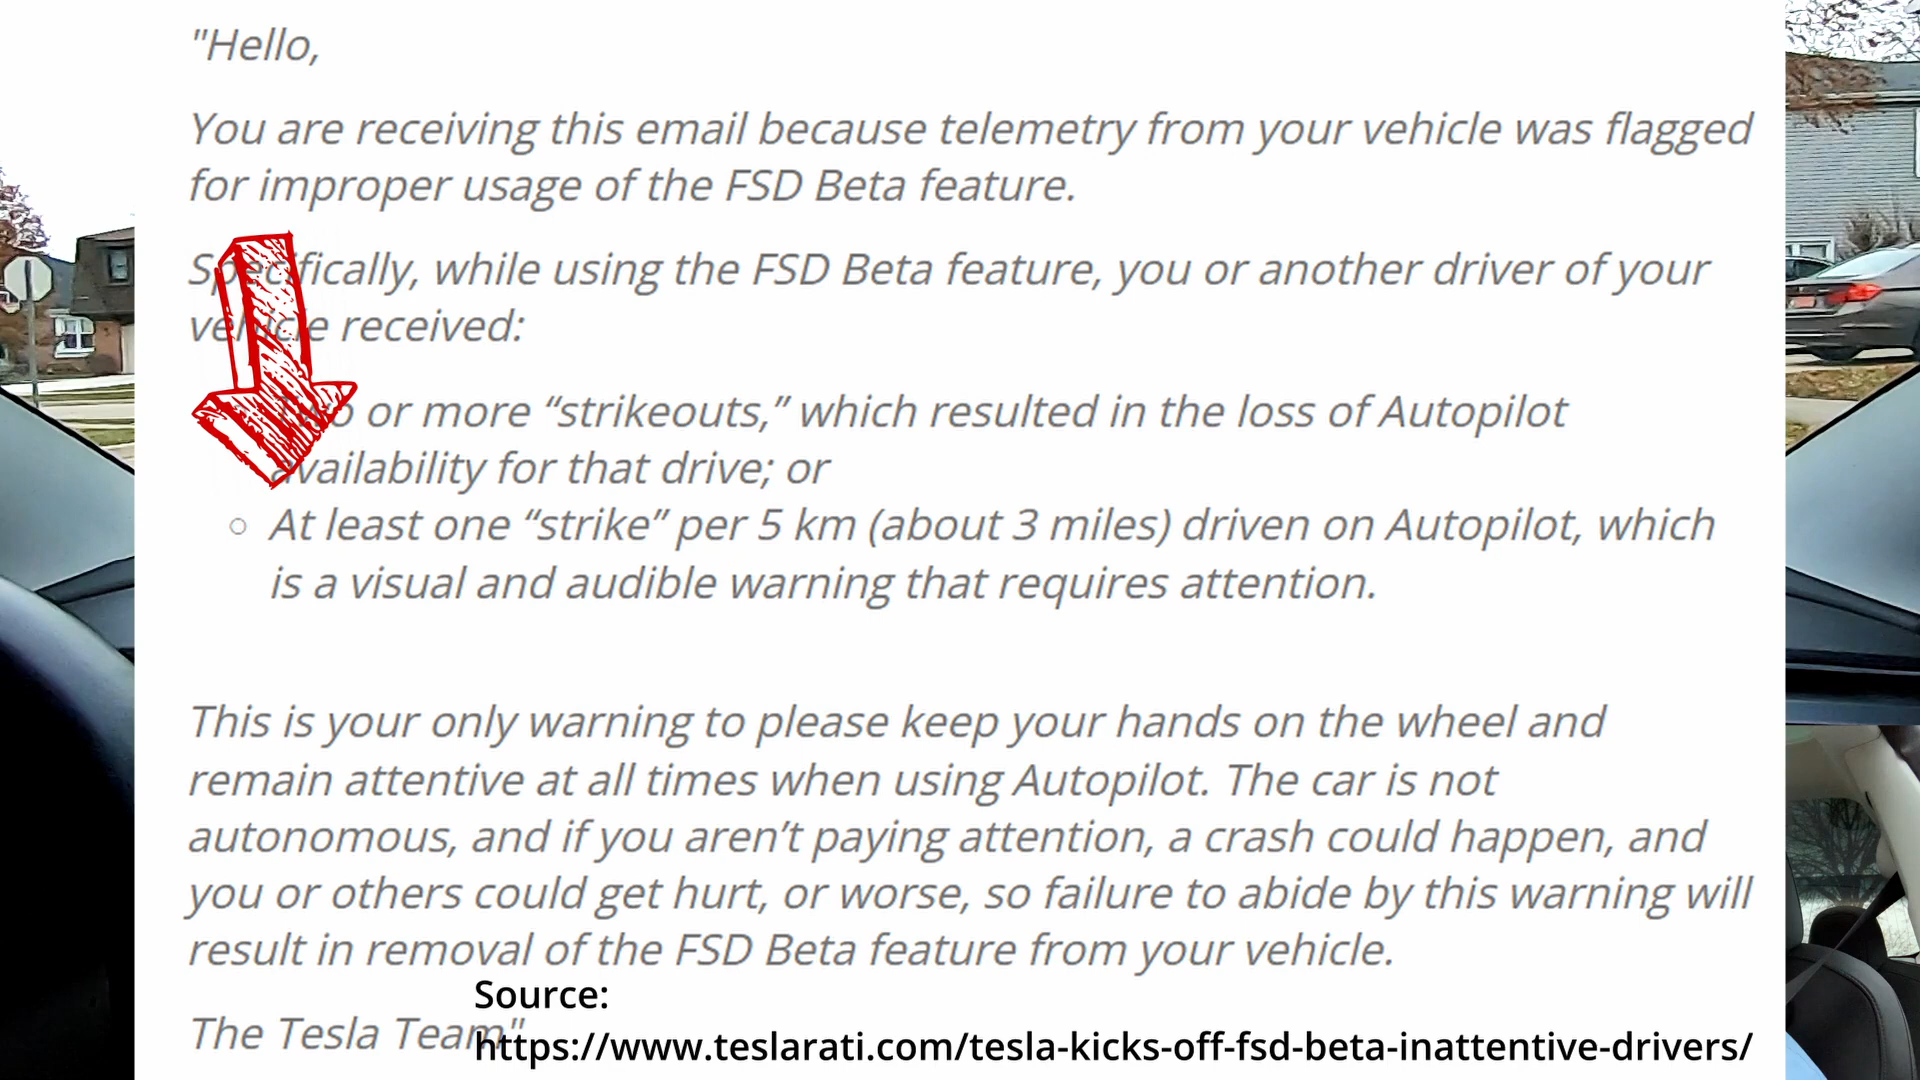 "Hello,
You are receiving this email because telemetry from your vehicle was flagged
for improper usage of the FSD Beta feature.
Specifically, while using the FSD Beta feature, you or another driver of your
vehicle received:
Two or more “strikeouts,” which resulted in the loss of Autopilot
availability for that drive; or
○ At least one “strike” per 5 km (about 3 miles) driven on Autopilot, which
is a visual and audible warning that requires attention.
This is your only warning to please keep your hands on the wheel and
remain attentive at all times when using Autopilot. The car is not
autonomous, and if you aren’t paying attention, a crash could happen, and
you or others could get hurt, or worse, so failure to abide by this warning will
result in removal of the FSD Beta feature from your vehicle.
The Tesla Team"
Source:
https://www.teslarati.com/tesla-kicks-off-fsd-beta-inattentive-drivers/